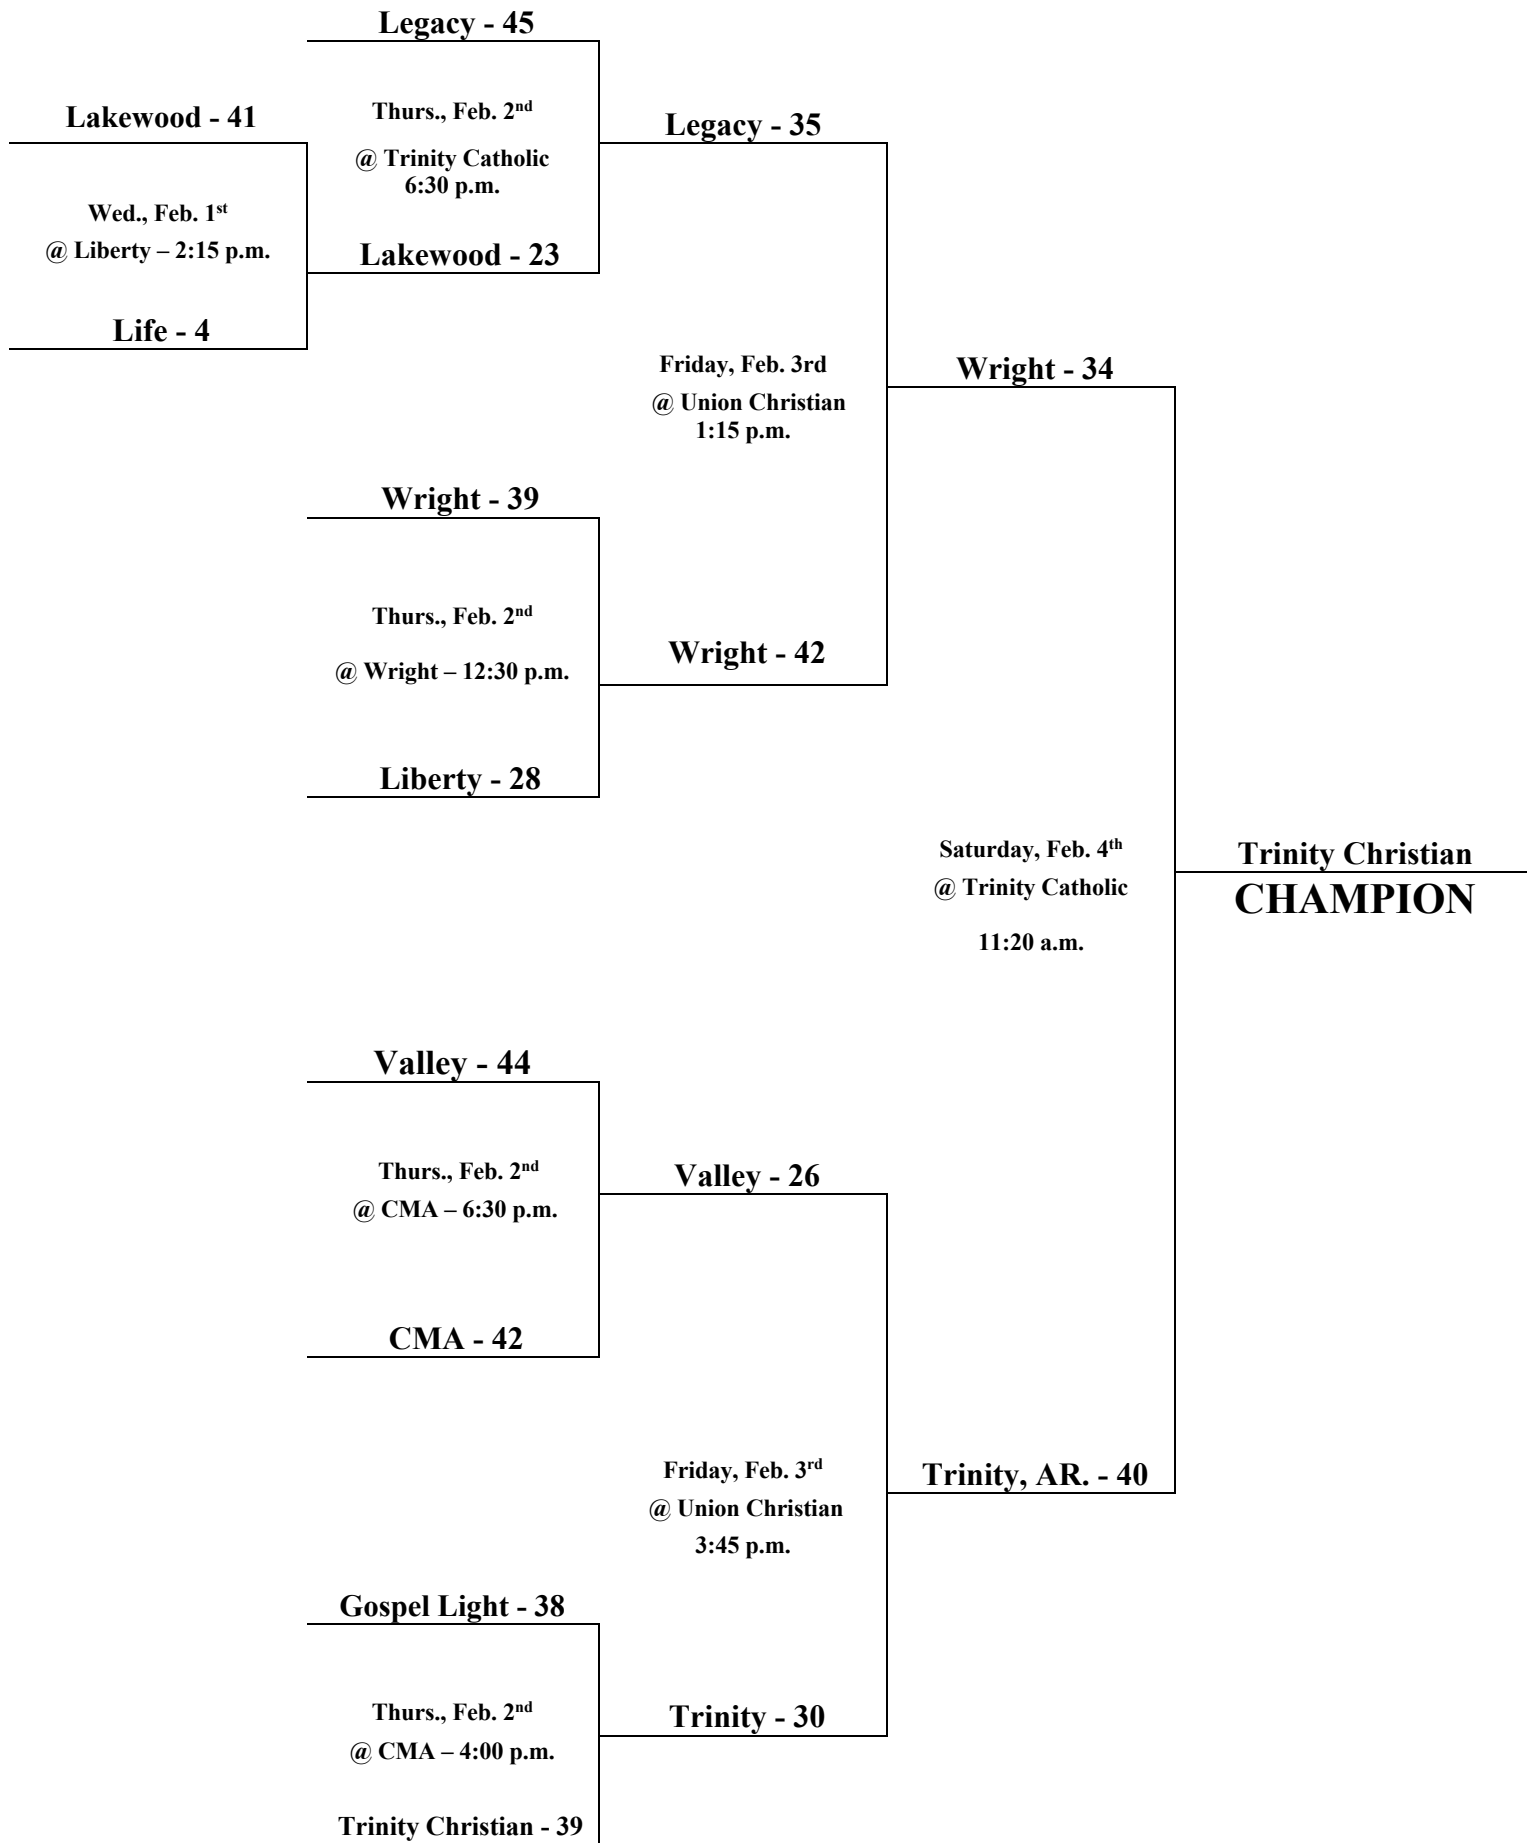 Legacy - 45
Lakewood - 41
Thurs., Feb. 2nd
@ Trinity Catholic
6:30 p.m.
Legacy - 35
Wed., Feb. 1st
@ Liberty – 2:15 p.m.
Lakewood - 23
Life - 4
Friday, Feb. 3rd
@ Union Christian
1:15 p.m.
Wright - 34
Wright - 39
Thurs., Feb. 2nd
@ Wright – 12:30 p.m.
Wright - 42
Liberty - 28
Saturday, Feb. 4th
@ Trinity Catholic
11:20 a.m.
Trinity Christian
CHAMPION
Valley - 44
Thurs., Feb. 2nd
@ CMA – 6:30 p.m.
Valley - 26
CMA - 42
Friday, Feb. 3rd
@ Union Christian
3:45 p.m.
Trinity, AR. - 40
Gospel Light - 38
Thurs., Feb. 2nd
@ CMA – 4:00 p.m.
Trinity - 30
Trinity Christian - 39